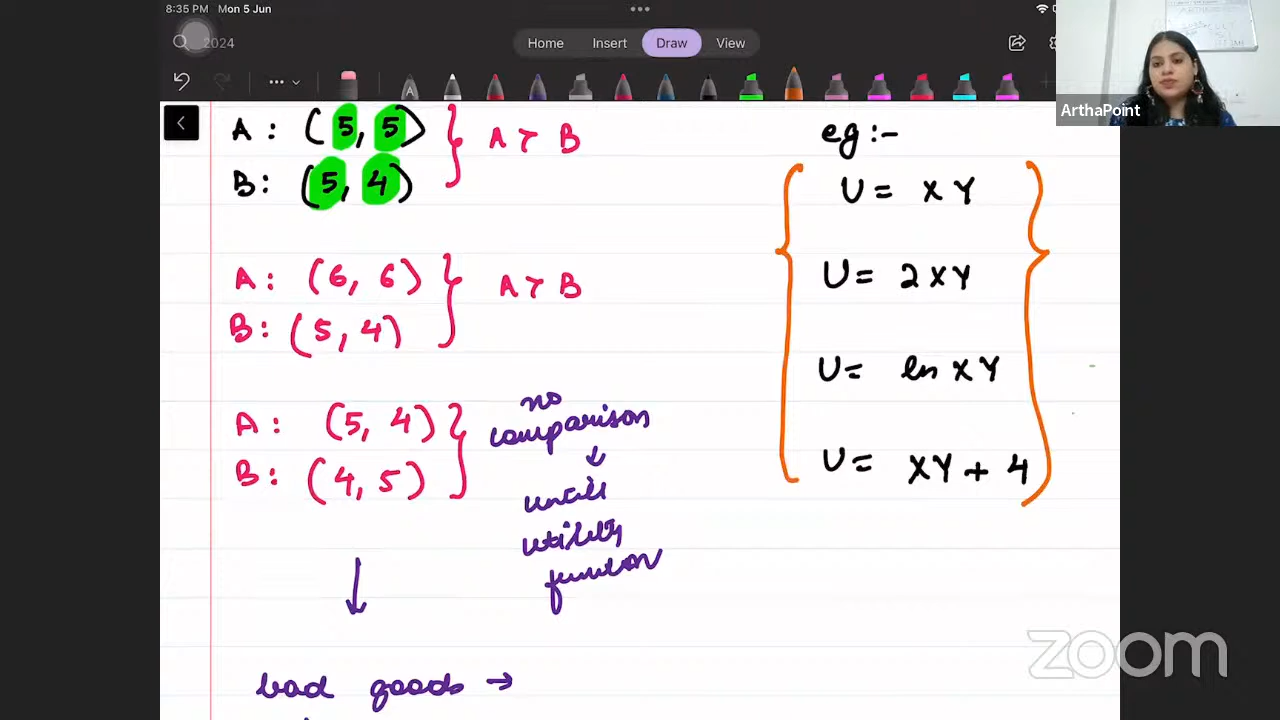 8:35 PM Mon 5 Jun
2024
Home Insert Draw View
ArthaPoint
A : (5, 5)
B : (5, 4)
A ≻ B
A : (6, 6)
B : (5, 4)
A ≻ B
A : (5, 4)
B : (4, 5)
no
comparison
↓
untill
utility
function
↓
bad goods →
eg :-
U = XY
U = 2XY
U = ln XY
U = XY + 4
zoom